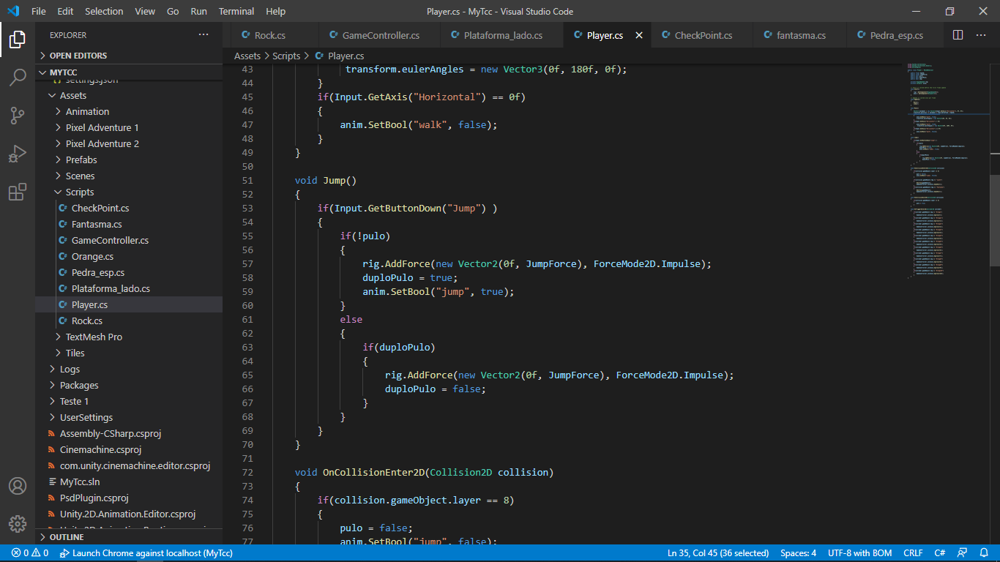 File Edit Selection View Go Run Terminal Help
Player.cs - MyTcc - Visual Studio Code
EXPLORER
OPEN EDITORS
MYTCC
settings.json
Assets
Animation
Pixel Adventure 1
Pixel Adventure 2
Prefabs
Scenes
Scripts
CheckPoint.cs
Fantasma.cs
GameController.cs
Orange.cs
Pedra_esp.cs
Plataforma_lado.cs
Player.cs
Rock.cs
TextMesh Pro
Tiles
Logs
Packages
Teste 1
UserSettings
Assembly-CSharp.csproj
Cinemachine.csproj
com.unity.cinemachine.editor.csproj
MyTcc.sln
PsdPlugin.csproj
Unity.2D.Animation.Editor.csproj
OUTLINE
Rock.cs GameController.cs Plataforma_lado.cs Player.cs CheckPoint.cs fantasma.cs Pedra_esp.cs
Assets > Scripts > Player.cs
43 transform.eulerAngles = new Vector3(0f, 180f, 0f);
44 }
45 if(Input.GetAxis("Horizontal") == 0f)
46 {
47 anim.SetBool("walk", false);
48 }
49 }
50
51 void Jump()
52 {
53 if(Input.GetButtonDown("Jump") )
54 {
55 if(!pulo)
56 {
57 rig.AddForce(new Vector2(0f, JumpForce), ForceMode2D.Impulse);
58 duploPulo = true;
59 anim.SetBool("jump", true);
60 }
61 else
62 {
63 if(duploPulo)
64 {
65 rig.AddForce(new Vector2(0f, JumpForce), ForceMode2D.Impulse);
66 duploPulo = false;
67 }
68 }
69 }
70 }
71
72 void OnCollisionEnter2D(Collision2D collision)
73 {
74 if(collision.gameObject.layer == 8)
75 {
76 pulo = false;
77 anim.SetBool("jump", false);
0 0 Launch Chrome against localhost (MyTcc)
Ln 35, Col 45 (36 selected) Spaces: 4 UTF-8 with BOM CRLF C#